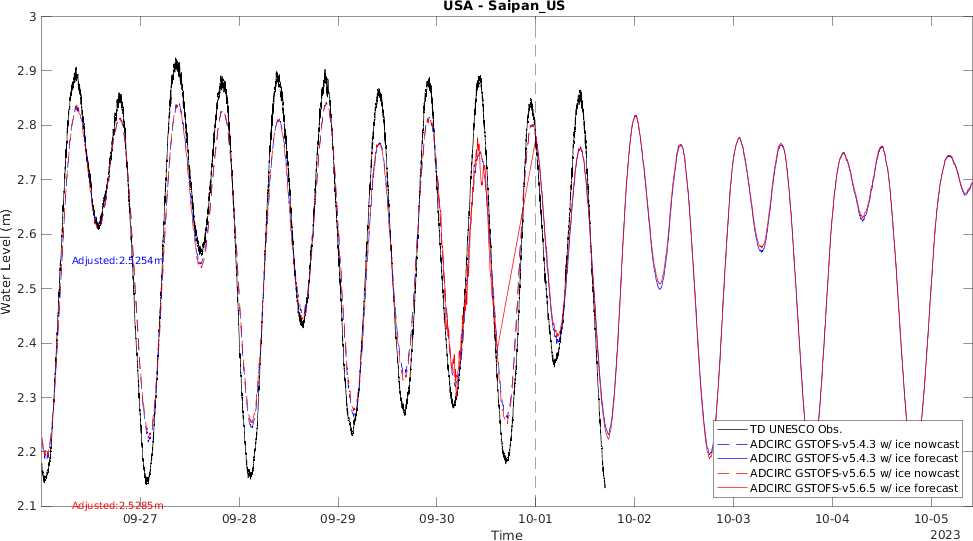 USA - Saipan_US
3
2.9
2.8
2.7
2.6
2.5
2.4
2.3
2.2
2.1
Water Level (m)
Adjusted:2.5254m
Adjusted:2.5285m
TD UNESCO Obs.
ADCIRC GSTOFS-v5.4.3 w/ ice nowcast
ADCIRC GSTOFS-v5.4.3 w/ ice forecast
ADCIRC GSTOFS-v5.6.5 w/ ice nowcast
ADCIRC GSTOFS-v5.6.5 w/ ice forecast
09-27 09-28 09-29 09-30 10-01 10-02 10-03 10-04 10-05
Time
2023